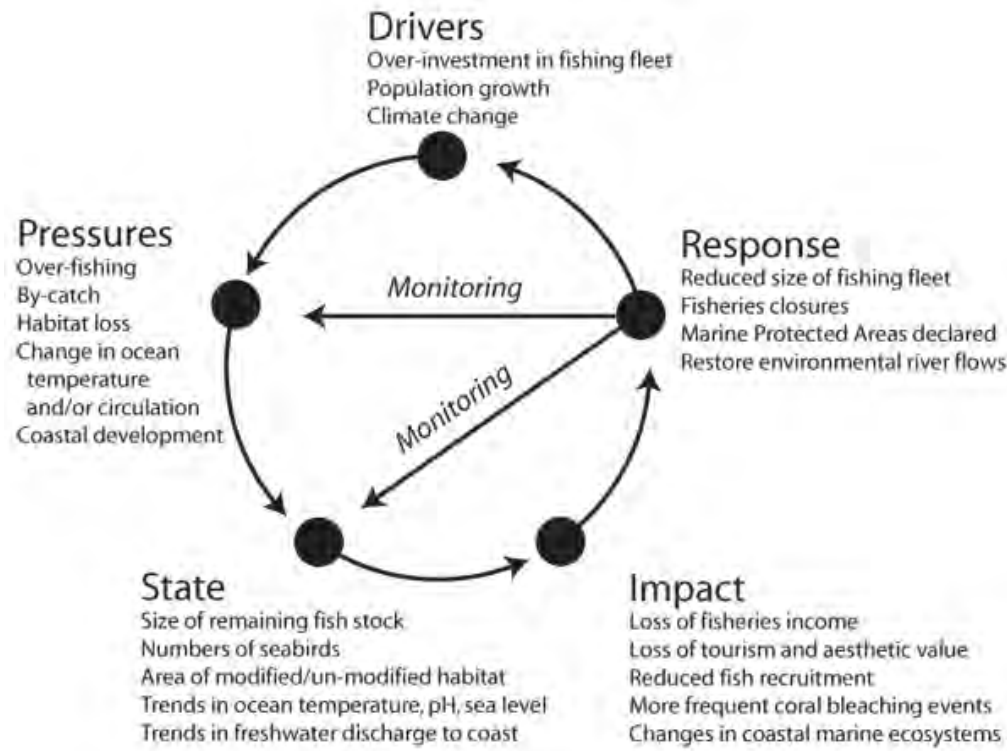 Drivers
Over-investment in fishing fleet
Population growth
Climate change
Pressures
Over-fishing
By-catch
Habitat loss
Change in ocean
temperature
and/or circulation
Coastal development
Monitoring
Monitoring
Response
Reduced size of fishing fleet
Fisheries closures
Marine Protected Areas declared
Restore environmental river flows
State
Size of remaining fish stock
Numbers of seabirds
Area of modified/un-modified habitat
Trends in ocean temperature, pH, sea level
Trends in freshwater discharge to coast
Impact
Loss of fisheries income
Loss of tourism and aesthetic value
Reduced fish recruitment
More frequent coral bleaching events
Changes in coastal marine ecosystems